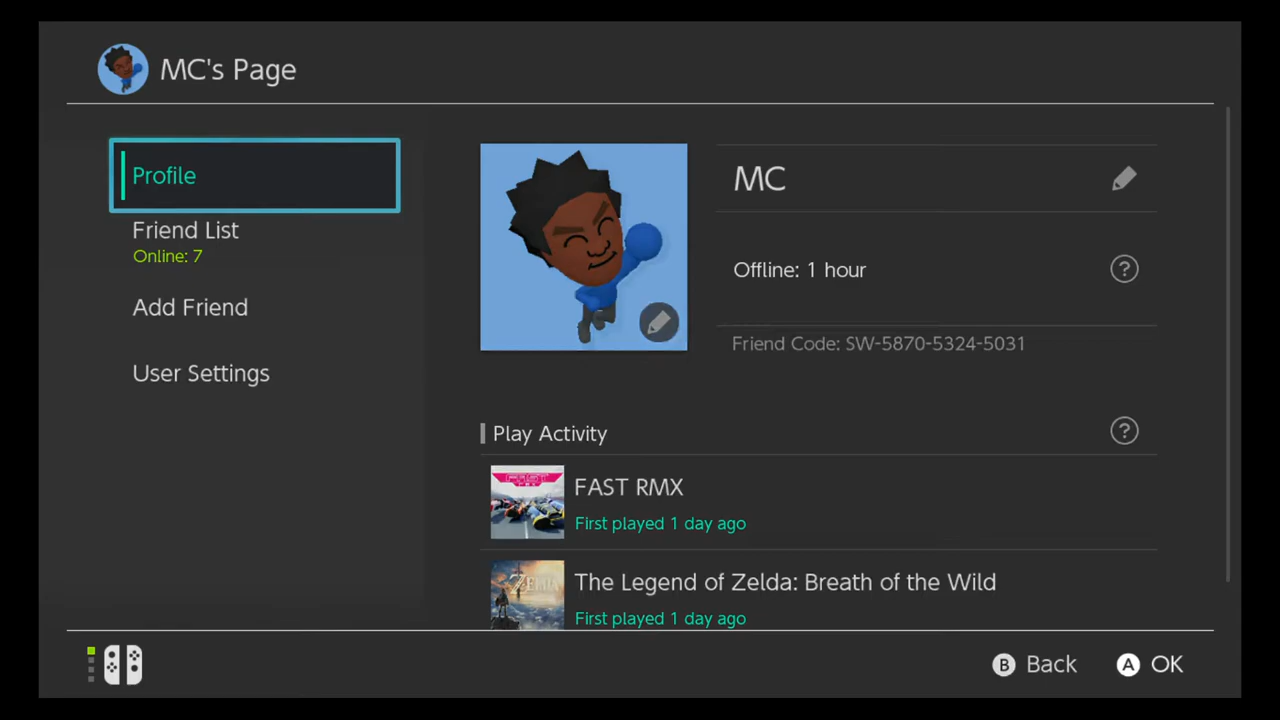 MC's Page
Profile
Friend List
Online: 7
Add Friend
User Settings
MC
Offline: 1 hour
?
Friend Code: SW-5870-5324-5031
Play Activity
?
FAST RMX
First played 1 day ago
ZELDA
The Legend of Zelda: Breath of the Wild
First played 1 day ago
B Back
A OK